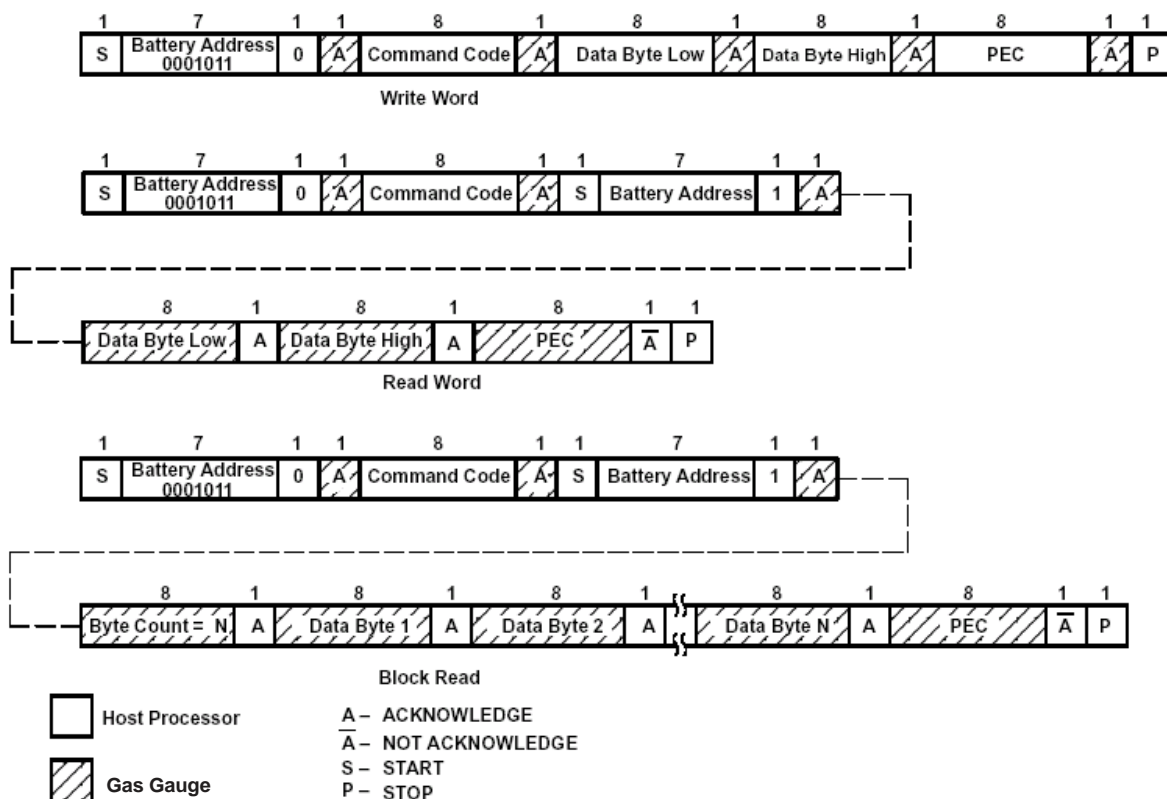 1 7 1 1 8 1 8 1 8 1 8 1 1
S Battery Address 0001011 0 A Command Code A Data Byte Low A Data Byte High A PEC A P
Write Word
1 7 1 1 8 1 1 7 1 1
S Battery Address 0001011 0 A Command Code A S Battery Address 1 A
8 1 8 1 8 1 1
Data Byte Low A Data Byte High A PEC A̅ P
Read Word
1 7 1 1 8 1 1 7 1 1
S Battery Address 0001011 0 A Command Code A S Battery Address 1 A
8 1 8 1 8 1 8 1 8 1 1
Byte Count = N A Data Byte 1 A Data Byte 2 A Data Byte N A PEC A̅ P
Block Read
Host Processor
A – ACKNOWLEDGE
A̅ – NOT ACKNOWLEDGE
S – START
Gas Gauge
P – STOP